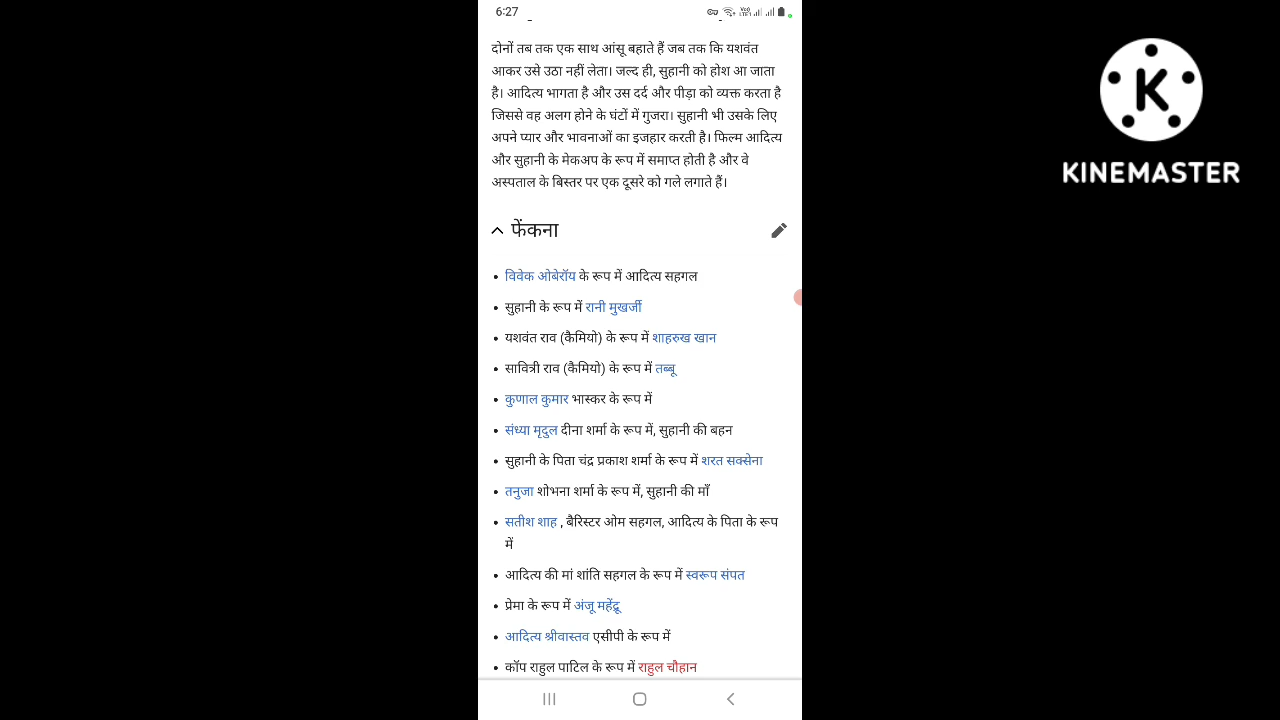 6:27
दोनों तब तक एक साथ आंसू बहाते हैं जब तक कि यशवंत
आकर उसे उठा नहीं लेता। जल्द ही, सुहानी को होश आ जाता
है। आदित्य भागता है और उस दर्द और पीड़ा को व्यक्त करता है
जिससे वह अलग होने के घंटों में गुजरा। सुहानी भी उसके लिए
अपने प्यार और भावनाओं का इजहार करती है। फिल्म आदित्य
और सुहानी के मेकअप के रूप में समाप्त होती है और वे
अस्पताल के बिस्तर पर एक दूसरे को गले लगाते हैं।
फेंकना
विवेक ओबेरॉय के रूप में आदित्य सहगल
सुहानी के रूप में रानी मुखर्जी
यशवंत राव (कैमियो) के रूप में शाहरुख खान
सावित्री राव (कैमियो) के रूप में तब्बू
कुणाल कुमार भास्कर के रूप में
संध्या मृदुल दीना शर्मा के रूप में, सुहानी की बहन
सुहानी के पिता चंद्र प्रकाश शर्मा के रूप में शरत सक्सेना
तनुजा शोभना शर्मा के रूप में, सुहानी की माँ
सतीश शाह , बैरिस्टर ओम सहगल, आदित्य के पिता के रूप
में
आदित्य की मां शांति सहगल के रूप में स्वरूप संपत
प्रेमा के रूप में अंजू महेंद्रू
आदित्य श्रीवास्तव एसीपी के रूप में
कॉप राहुल पाटिल के रूप में राहुल चौहान
K
KINEMASTER